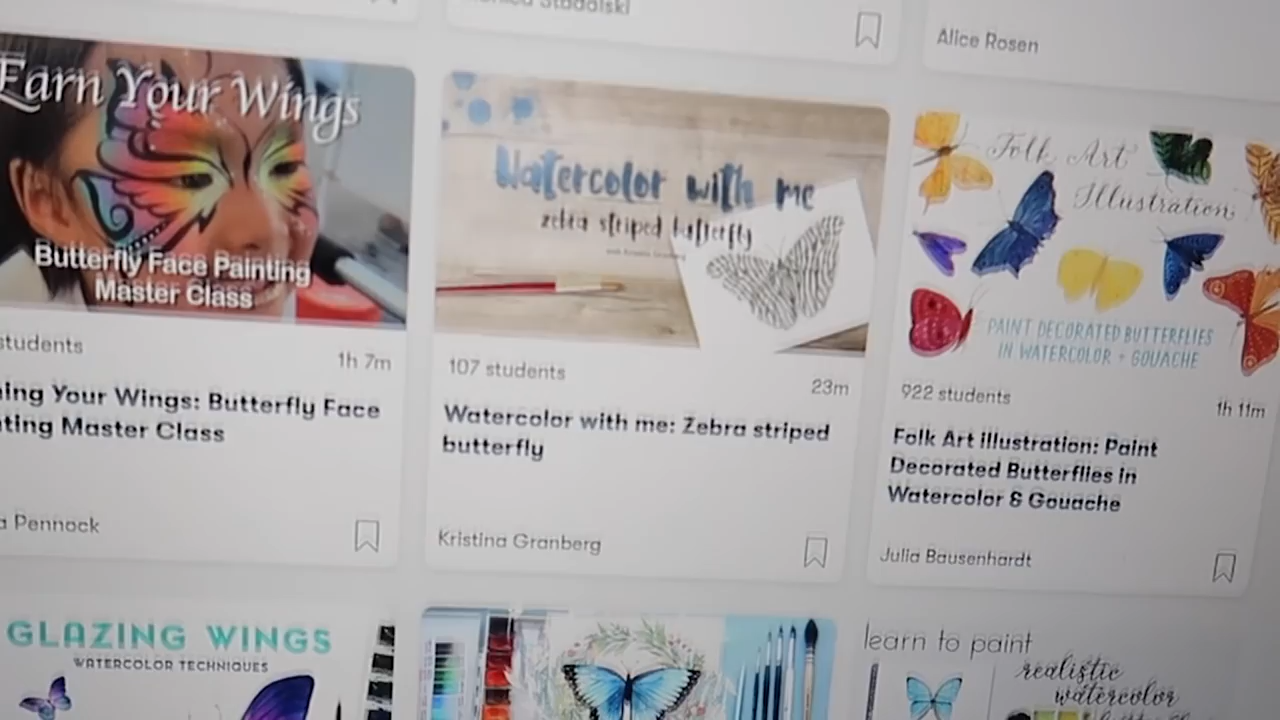 Alice Rosen
Earn Your Wings
Butterfly Face Painting
Master Class
students
1h 7m
Your Wings: Butterfly Face
Master Class
Pennock
Watercolor with me
zebra striped butterfly
107 students
23m
Watercolor with me: Zebra striped
butterfly
Kristina Granberg
Folk Art
Illustration
PAINT DECORATED BUTTERFLIES
IN WATERCOLOR + GOUACHE
922 students
1h 11m
Folk Art illustration: Paint
Decorated Butterflies in
Watercolor & Gouache
Julia Bausenhardt
GLAZING WINGS
WATERCOLOR TECHNIQUES
learn to paint
realistic
watercolor